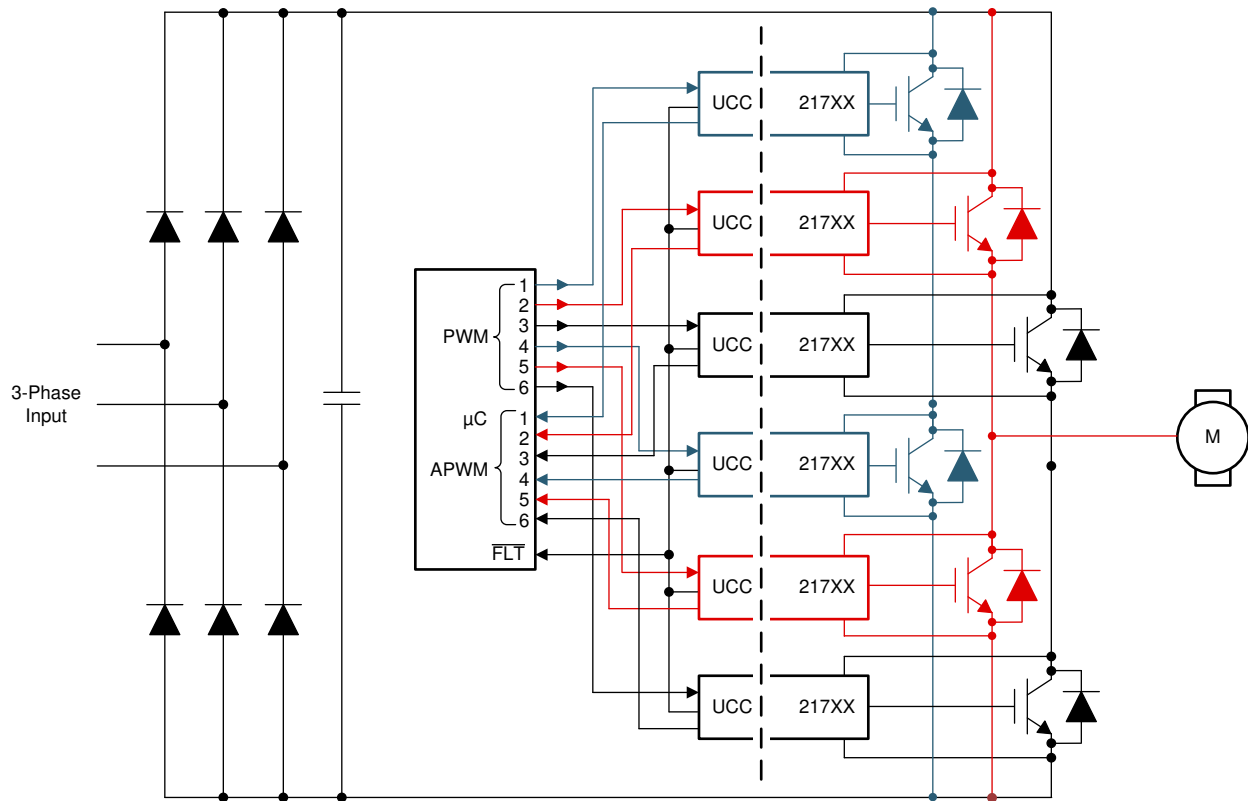 UCC 217XX
UCC 217XX
PWM
1
2
3
4
5
6
UCC 217XX
3-Phase
Input
µC
APWM
1
2
3
4
5
6
FLT
M
UCC 217XX
UCC 217XX
UCC 217XX